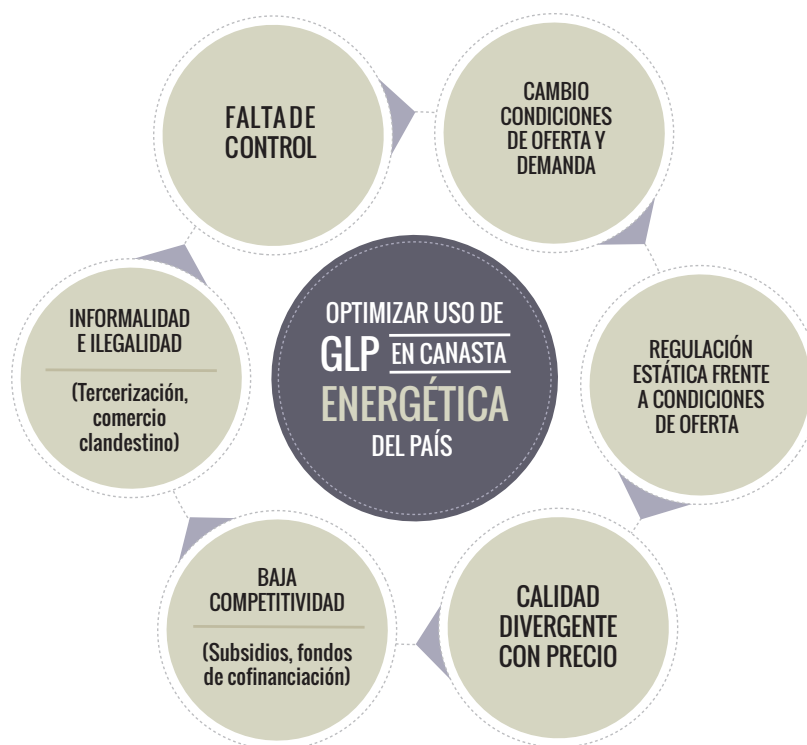 FALTA DE
CONTROL
CAMBIO
CONDICIONES
DE OFERTA Y
DEMANDA
REGULACIÓN
ESTÁTICA FRENTE
A CONDICIONES
DE OFERTA
CALIDAD
DIVERGENTE
CON PRECIO
BAJA
COMPETITIVIDAD
(Subsidios, fondos
de cofinanciación)
INFORMALIDAD
E ILEGALIDAD
(Tercerización,
comercio
clandestino)
OPTIMIZAR USO DE
GLP EN CANASTA
ENERGÉTICA
DEL PAÍS